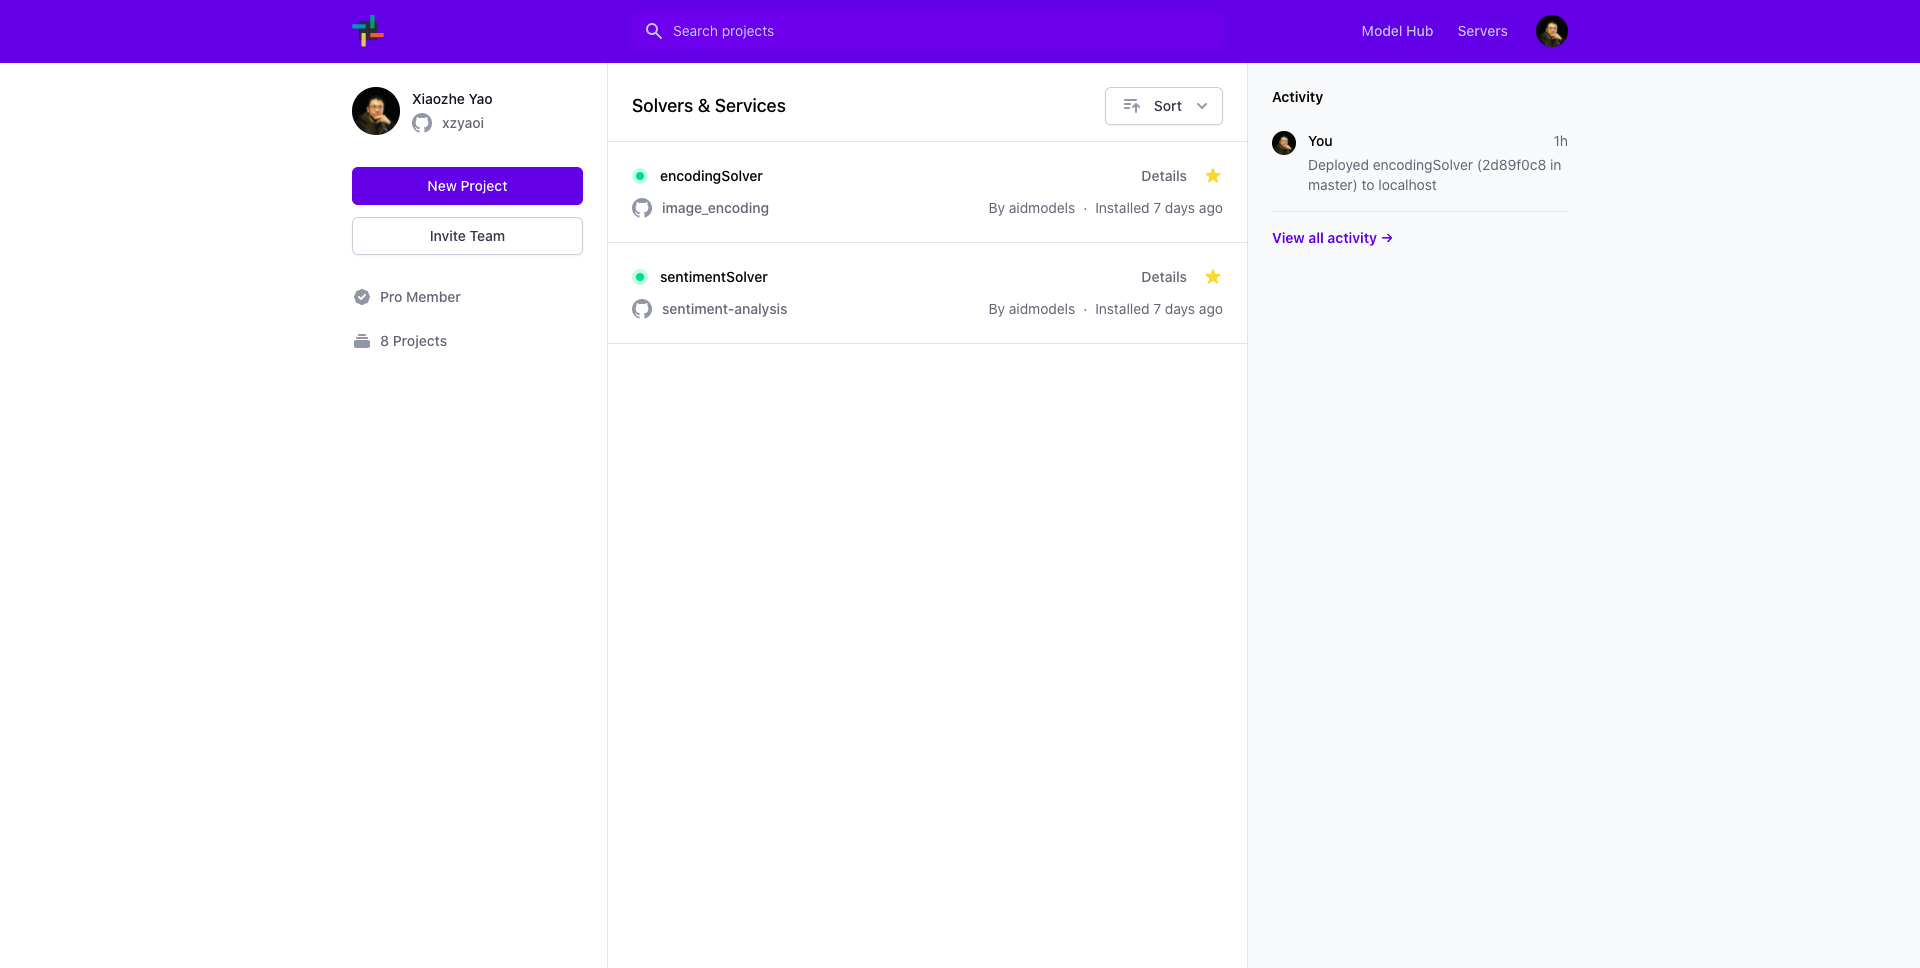 Search projects
Model Hub
Servers
Xiaozhe Yao
xzyaoi
New Project
Invite Team
Pro Member
8 Projects
Solvers & Services
Sort
encodingSolver
Details
image_encoding
By aidmodels · Installed 7 days ago
sentimentSolver
Details
sentiment-analysis
By aidmodels · Installed 7 days ago
Activity
You
1h
Deployed encodingSolver (2d89f0c8 in
master) to localhost
View all activity →